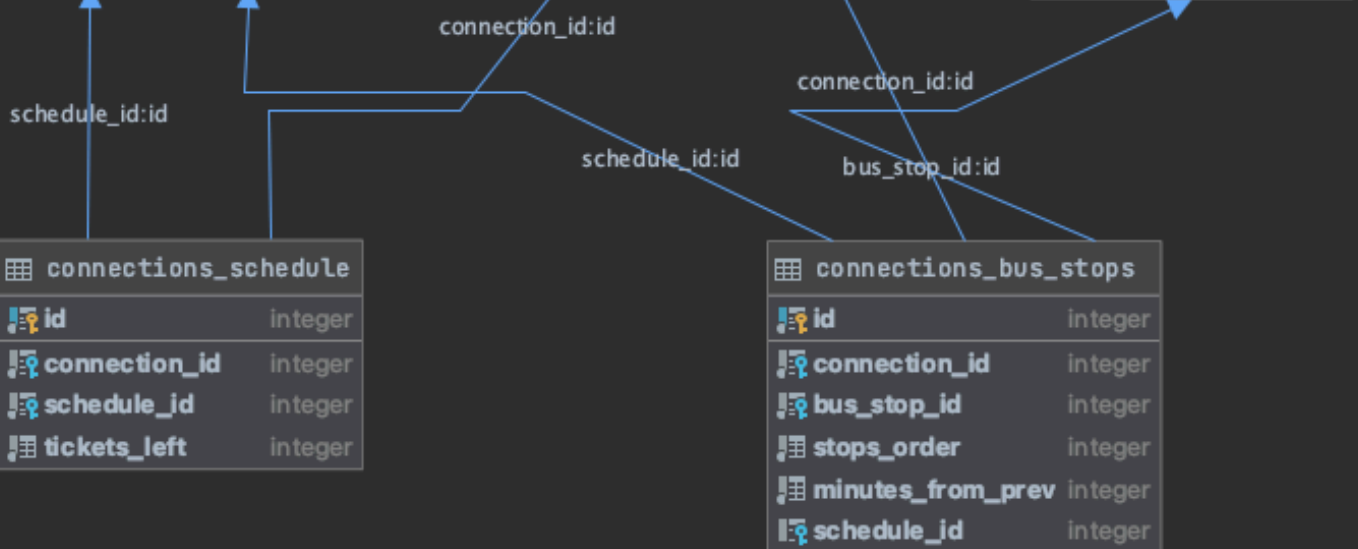 connection_id:id
connection_id:id
schedule_id:id
schedule_id:id
bus_stop_id:id
connections_schedule
id integer
connection_id integer
schedule_id integer
tickets_left integer
connections_bus_stops
id integer
connection_id integer
bus_stop_id integer
stops_order integer
minutes_from_prev integer
schedule_id integer